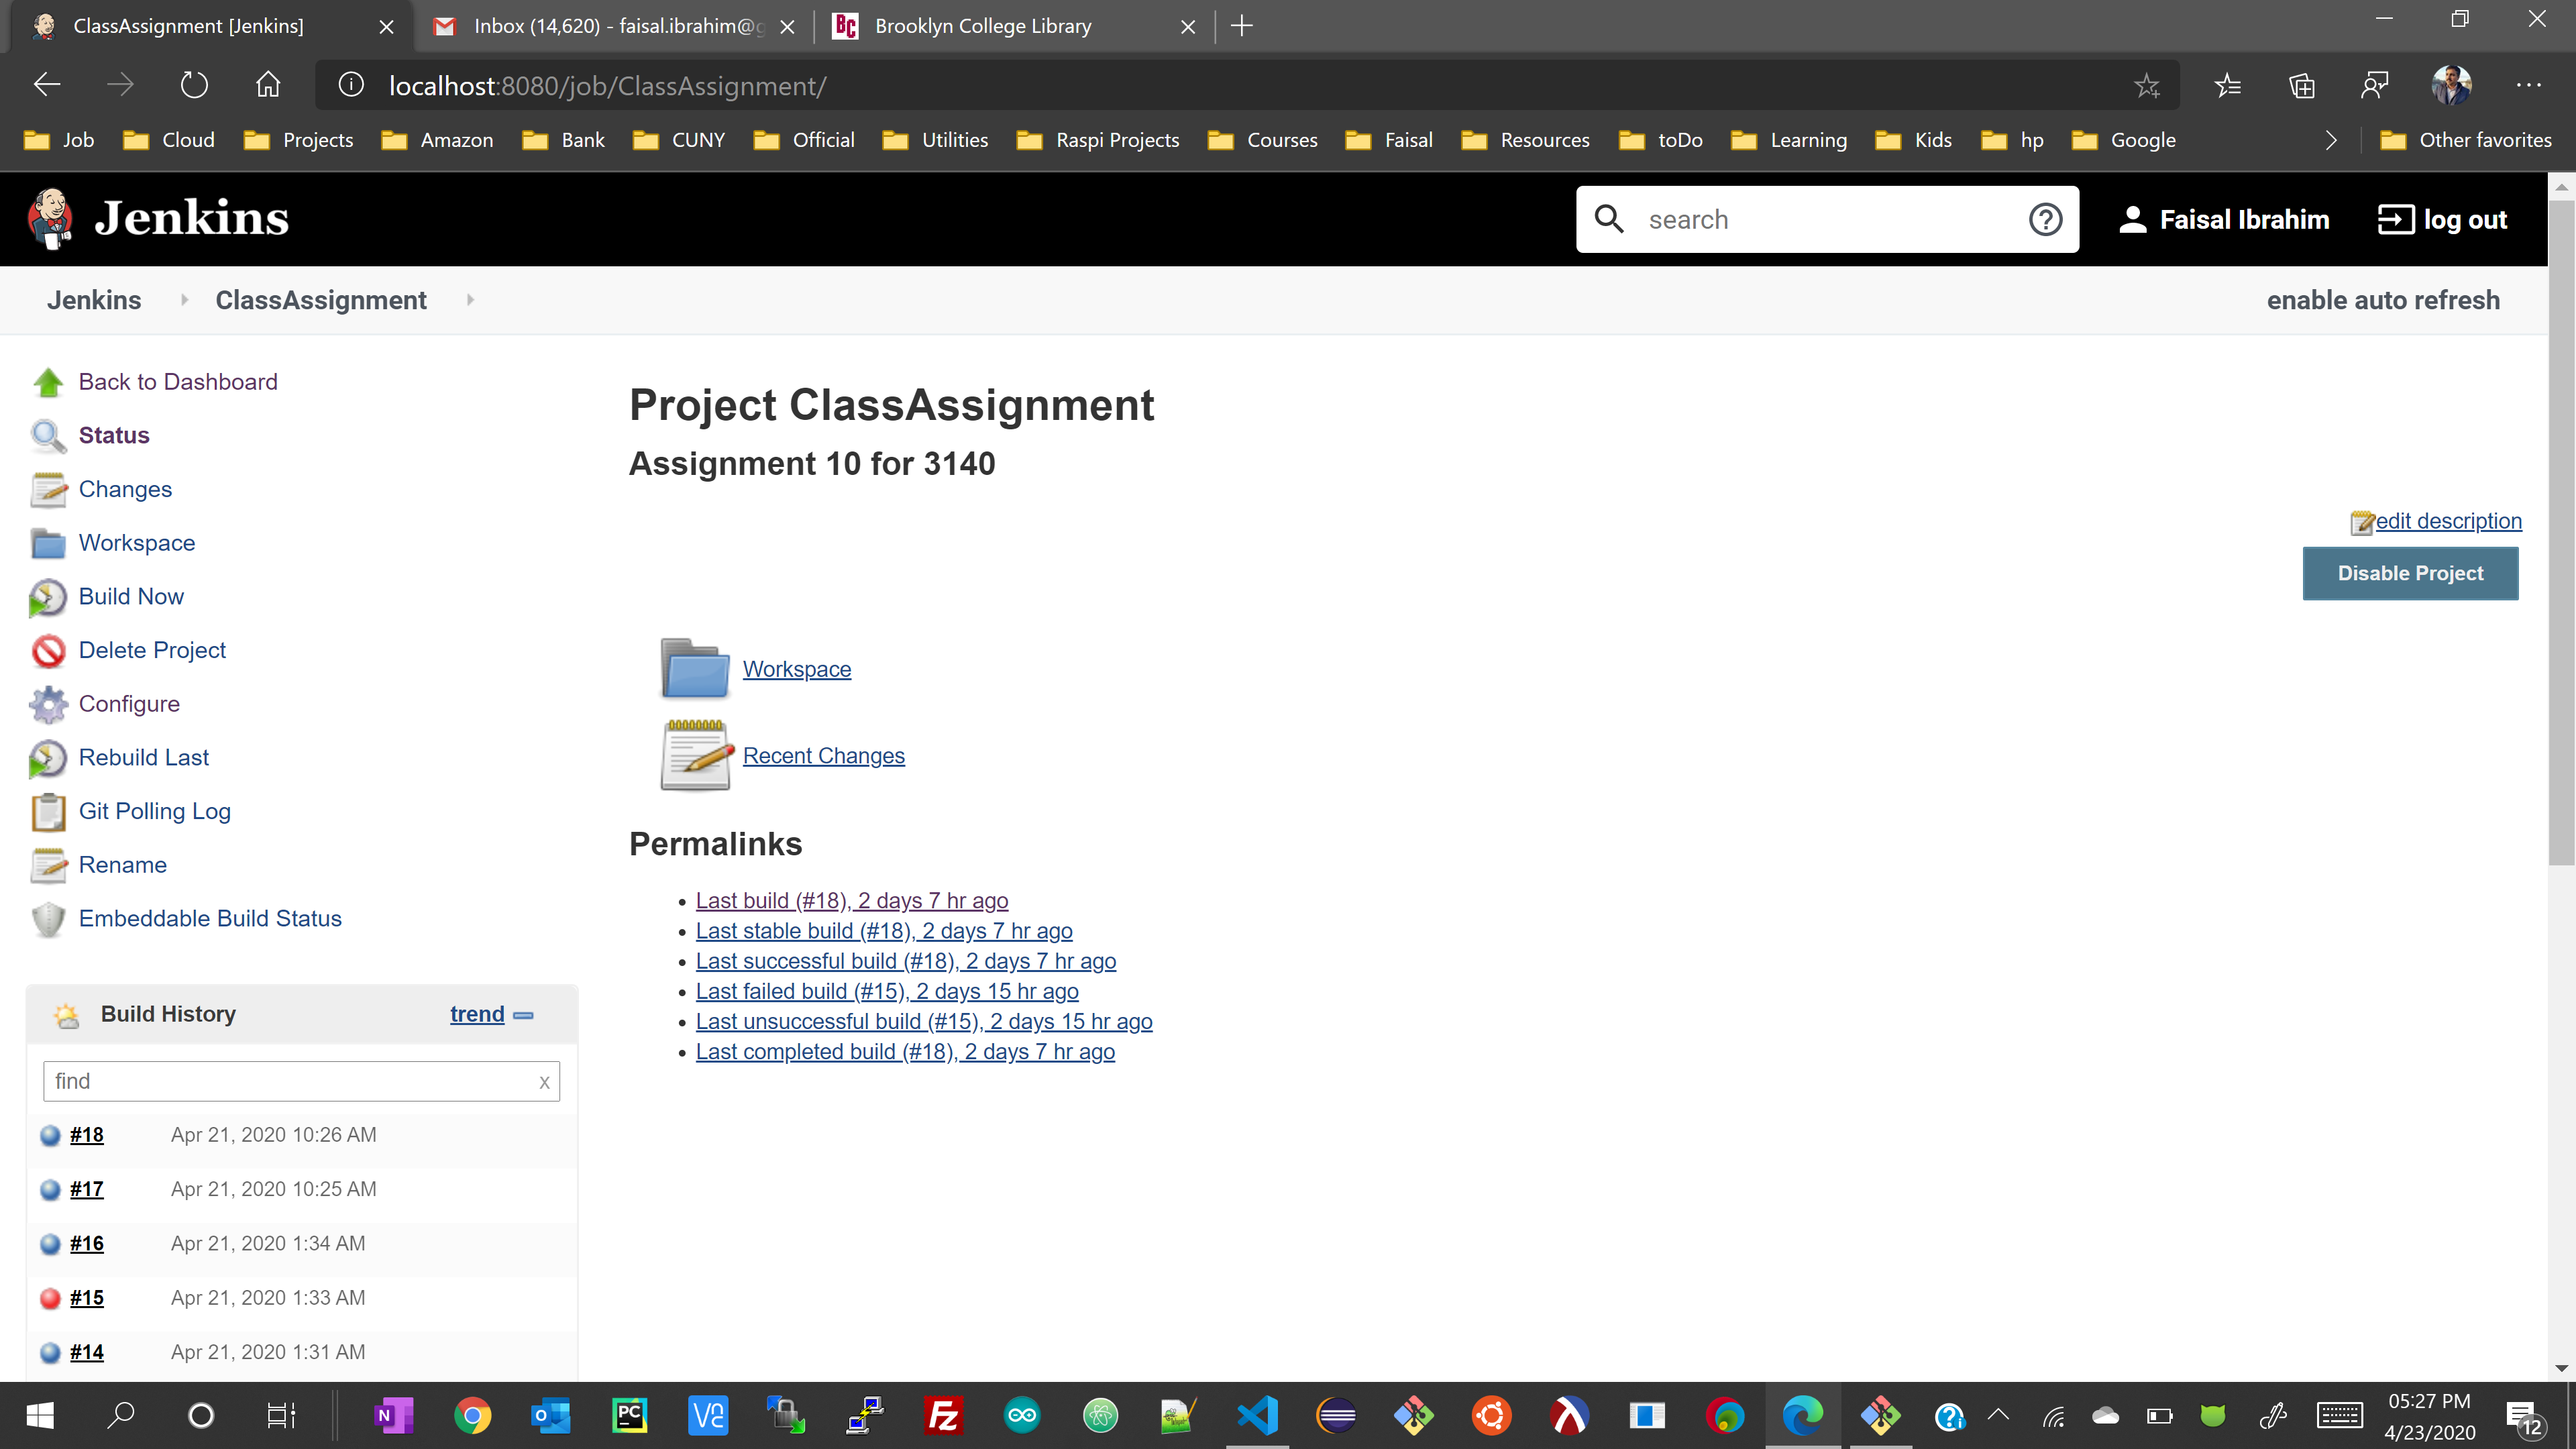 ClassAssignment [Jenkins]
Inbox (14,620) - faisal.ibrahim@g
Brooklyn College Library
localhost:8080/job/ClassAssignment/
Job Cloud Projects Amazon Bank CUNY Official Utilities Raspi Projects Courses Faisal Resources toDo Learning Kids hp Google Other favorites
Jenkins
search
Faisal Ibrahim
log out
Jenkins ClassAssignment
enable auto refresh
Back to Dashboard
Status
Changes
Workspace
Build Now
Delete Project
Configure
Rebuild Last
Git Polling Log
Rename
Embeddable Build Status
Build History trend
find x
#18 Apr 21, 2020 10:26 AM
#17 Apr 21, 2020 10:25 AM
#16 Apr 21, 2020 1:34 AM
#15 Apr 21, 2020 1:33 AM
#14 Apr 21, 2020 1:31 AM
Project ClassAssignment
Assignment 10 for 3140
edit description
Disable Project
Workspace
Recent Changes
Permalinks
Last build (#18), 2 days 7 hr ago
Last stable build (#18), 2 days 7 hr ago
Last successful build (#18), 2 days 7 hr ago
Last failed build (#15), 2 days 15 hr ago
Last unsuccessful build (#15), 2 days 15 hr ago
Last completed build (#18), 2 days 7 hr ago
05:27 PM
4/23/2020
12